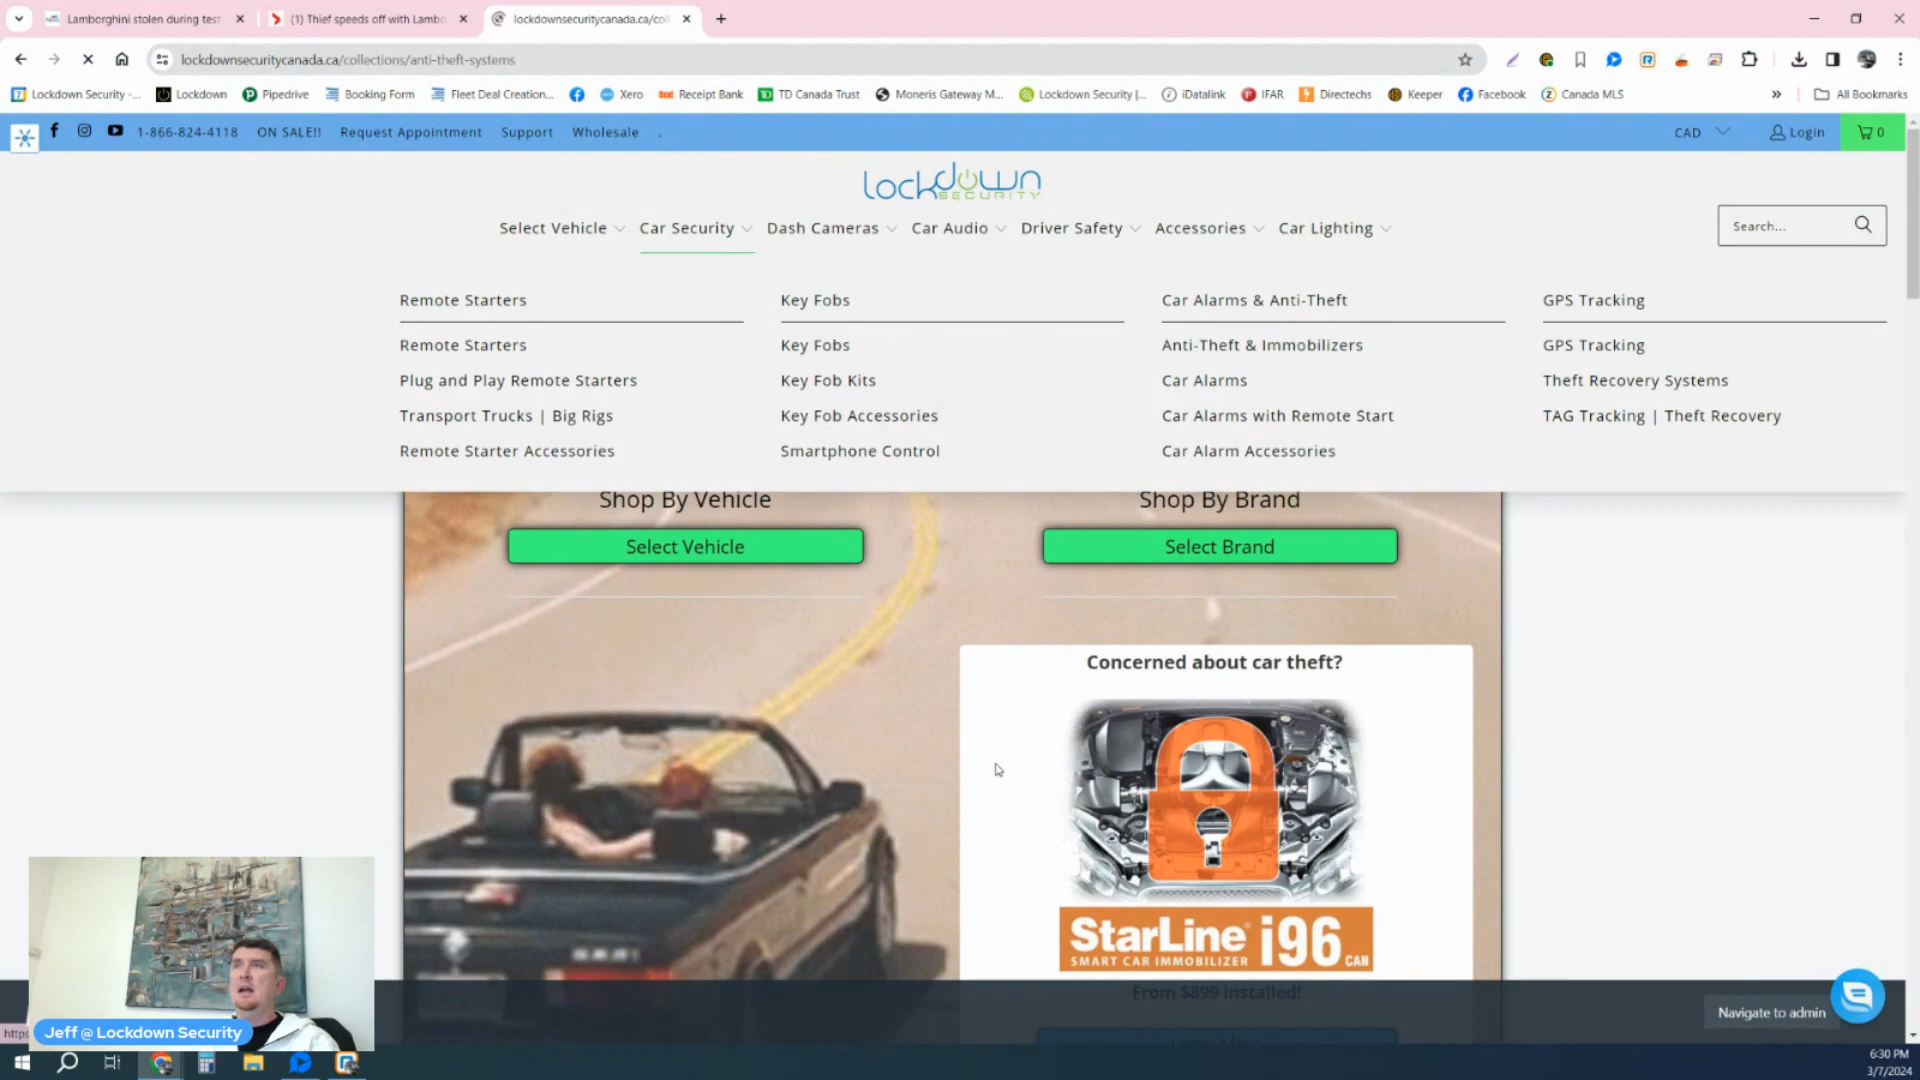 Lamborghini stolen during test
(1) Thief speeds off with Lambo
lockdownsecuritycanada.ca/coll
lockdownsecuritycanada.ca/collections/anti-theft-systems
Lockdown Security -...
Lockdown
Pipedrive
Booking Form
Fleet Deal Creation...
Xero
Receipt Bank
TD Canada Trust
Moneris Gateway M...
Lockdown Security |...
iDatalink
IFAR
Directechs
Keeper
Facebook
Canada MLS
»
All Bookmarks
1-866-824-4118 ON SALE!! Request Appointment Support Wholesale .
CAD
Login
0
lockdown
SECURITY
Select Vehicle Car Security Dash Cameras Car Audio Driver Safety Accessories Car Lighting
Search...
Remote Starters Key Fobs Car Alarms & Anti-Theft GPS Tracking
Remote Starters Key Fobs Anti-Theft & Immobilizers GPS Tracking
Plug and Play Remote Starters Key Fob Kits Car Alarms Theft Recovery Systems
Transport Trucks | Big Rigs Key Fob Accessories Car Alarms with Remote Start TAG Tracking | Theft Recovery
Remote Starter Accessories Smartphone Control Car Alarm Accessories
Shop By Vehicle Shop By Brand
Select Vehicle Select Brand
Concerned about car theft?
StarLine i96
SMART CAR IMMOBILIZER CAN
From $899 installed!
Navigate to admin
https
Jeff @ Lockdown Security
6:30 PM
3/7/2024